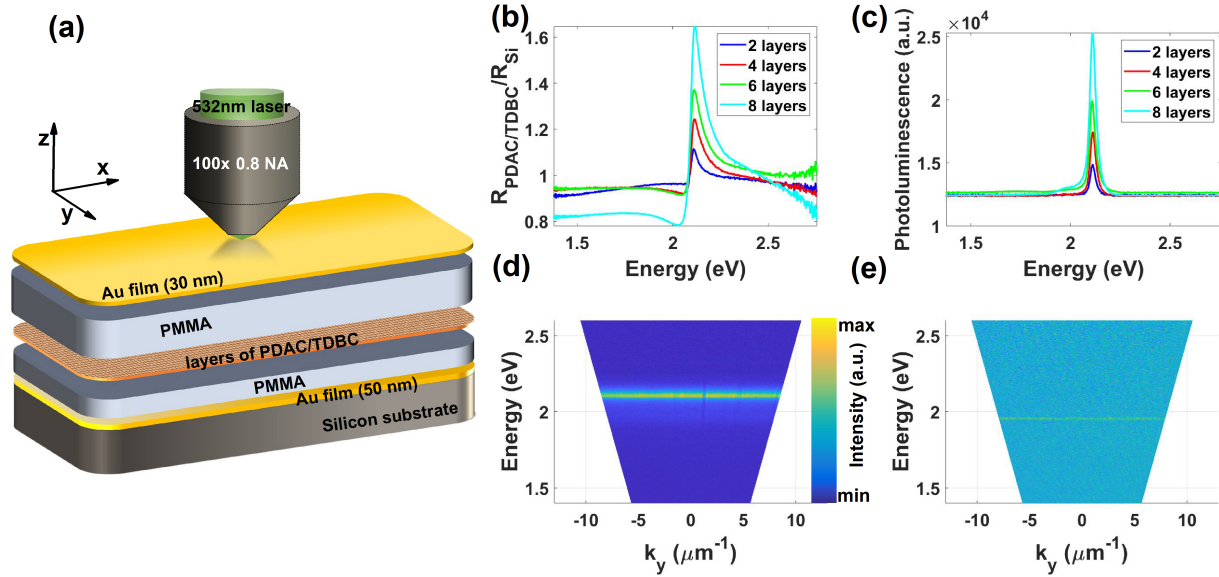 (a)
532nm laser
100x 0.8 NA
z
x
y
Au film (30 nm)
PMMA
layers of PDAC/TDBC
PMMA
Au film (50 nm)
Silicon substrate
(b)
R_PDAC/TDBC/R_Si
1.6
1.4
1.2
1
0.8
1.5
2
2.5
Energy (eV)
2 layers
4 layers
6 layers
8 layers
(c)
×10⁴
Photoluminescence (a.u.)
2.5
2
1.5
1
1.5
2
2.5
Energy (eV)
2 layers
4 layers
6 layers
8 layers
(d)
Energy (eV)
2.5
2
1.5
-10
-5
0
5
10
k_y (μm⁻¹)
max
Intensity (a.u.)
min
(e)
Energy (eV)
2.5
2
1.5
-10
-5
0
5
10
k_y (μm⁻¹)